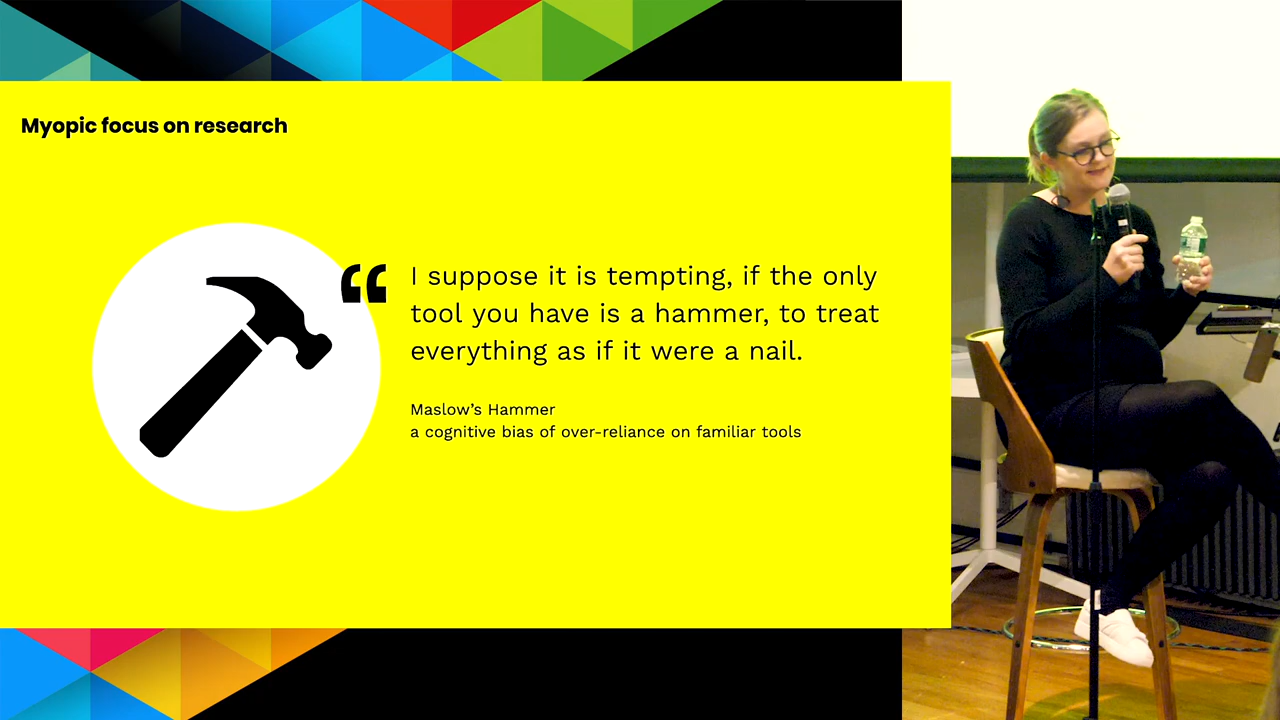 Myopic focus on research
“
I suppose it is tempting, if the only
tool you have is a hammer, to treat
everything as if it were a nail.
Maslow’s Hammer
a cognitive bias of over-reliance on familiar tools